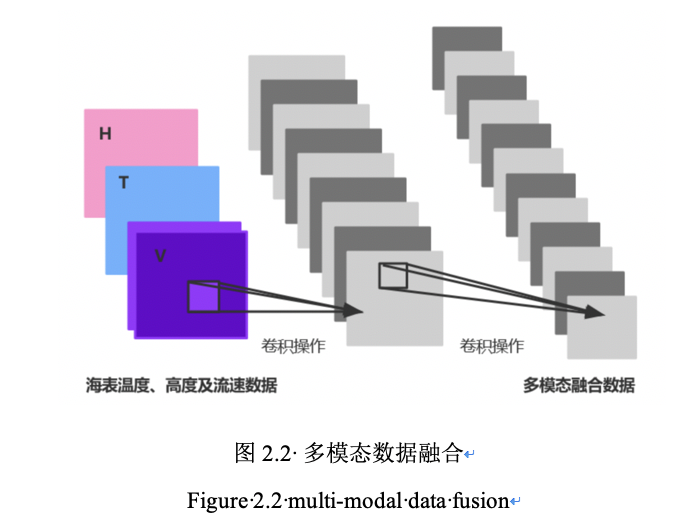 H
T
V
卷积操作
卷积操作
海表温度、高度及流速数据
多模态融合数据
图 2.2· 多模态数据融合↵
Figure·2.2·multi-modal·data·fusion↵